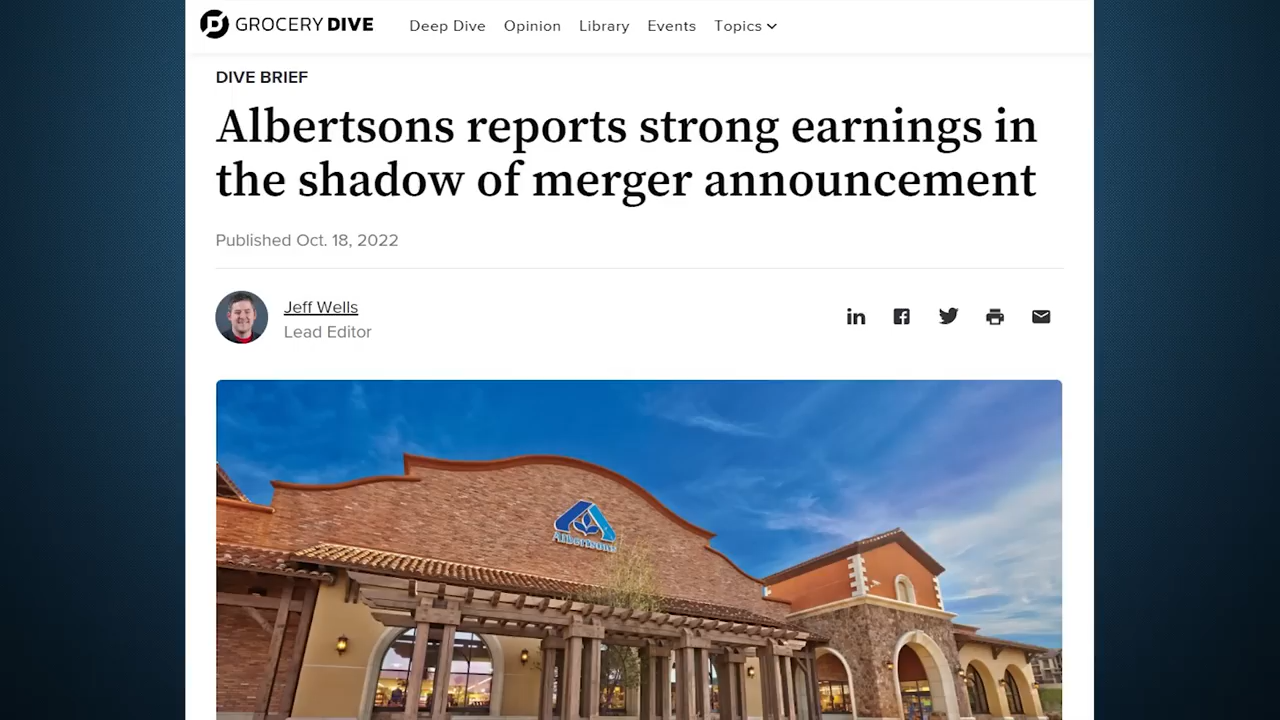 GROCERY DIVE
Deep Dive Opinion Library Events Topics
DIVE BRIEF
Albertsons reports strong earnings in
the shadow of merger announcement
Published Oct. 18, 2022
Jeff Wells
Lead Editor
in
Albertsons